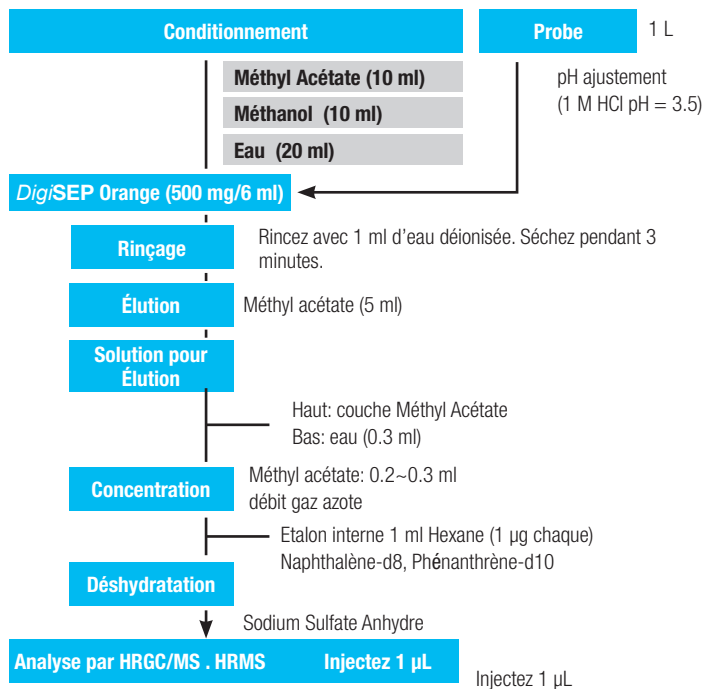 Conditionnement
Probe
1 L
Méthyl Acétate (10 ml)
Méthanol (10 ml)
Eau (20 ml)
pH ajustement
(1 M HCl pH = 3.5)
DigiSEP Orange (500 mg/6 ml)
Rinçage
Rincez avec 1 ml d'eau déionisée. Séchez pendant 3
minutes.
Élution
Méthyl acétate (5 ml)
Solution pour
Élution
Haut: couche Méthyl Acétate
Bas: eau (0.3 ml)
Concentration
Méthyl acétate: 0.2~0.3 ml
débit gaz azote
Etalon interne 1 ml Hexane (1 µg chaque)
Naphthalène-d8, Phénanthrène-d10
Déshydratation
Sodium Sulfate Anhydre
Analyse par HRGC/MS . HRMS Injectez 1 µL
Injectez 1 µL